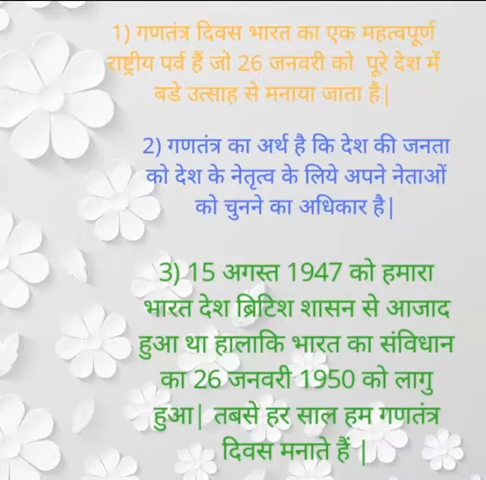 1) गणतंत्र दिवस भारत का एक महत्वपूर्ण
राष्ट्रीय पर्व हैं जो 26 जनवरी को पूरे देश में
बडे उत्साह से मनाया जाता है|
2) गणतंत्र का अर्थ है कि देश की जनता
को देश के नेतृत्व के लिये अपने नेताओं
को चुनने का अधिकार है|
3) 15 अगस्त 1947 को हमारा
भारत देश ब्रिटिश शासन से आजाद
हुआ था हालाकि भारत का संविधान
का 26 जनवरी 1950 को लागु
हुआ| तबसे हर साल हम गणतंत्र
दिवस मनाते हैं |